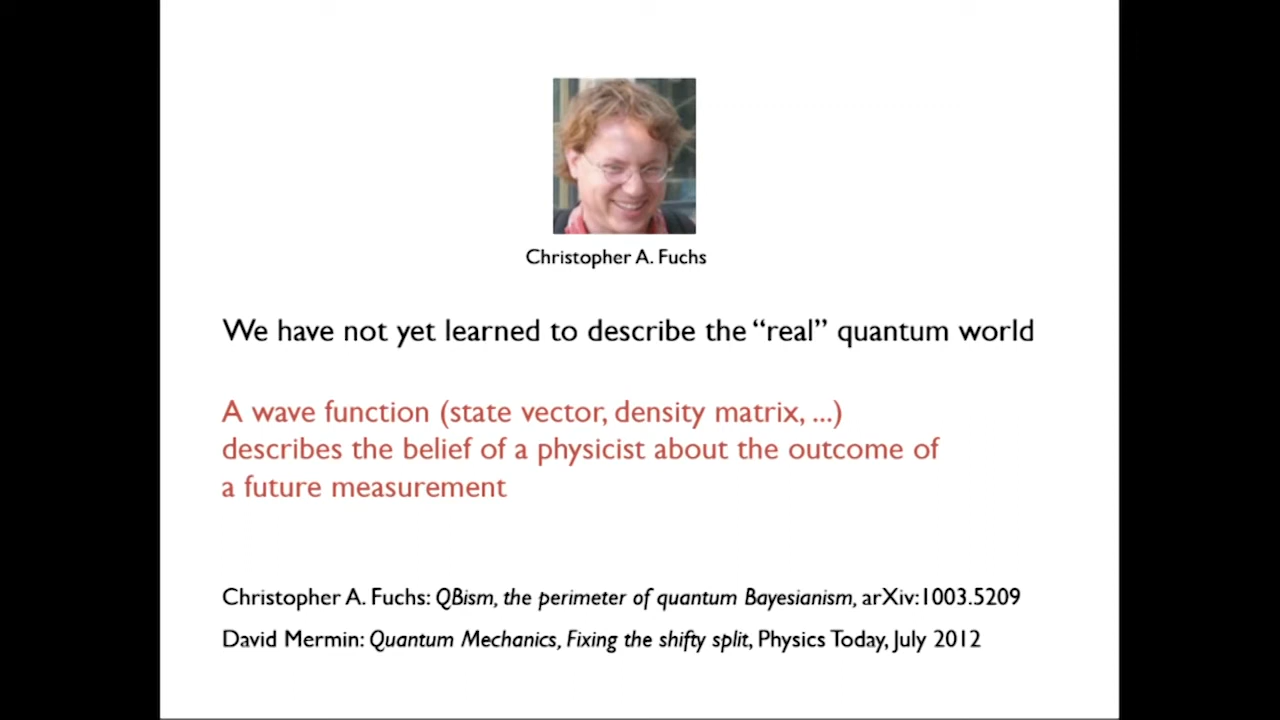 Christopher A. Fuchs
We have not yet learned to describe the “real” quantum world
A wave function (state vector, density matrix, ...)
describes the belief of a physicist about the outcome of
a future measurement
Christopher A. Fuchs: QBism, the perimeter of quantum Bayesianism, arXiv:1003.5209
David Mermin: Quantum Mechanics, Fixing the shifty split, Physics Today, July 2012